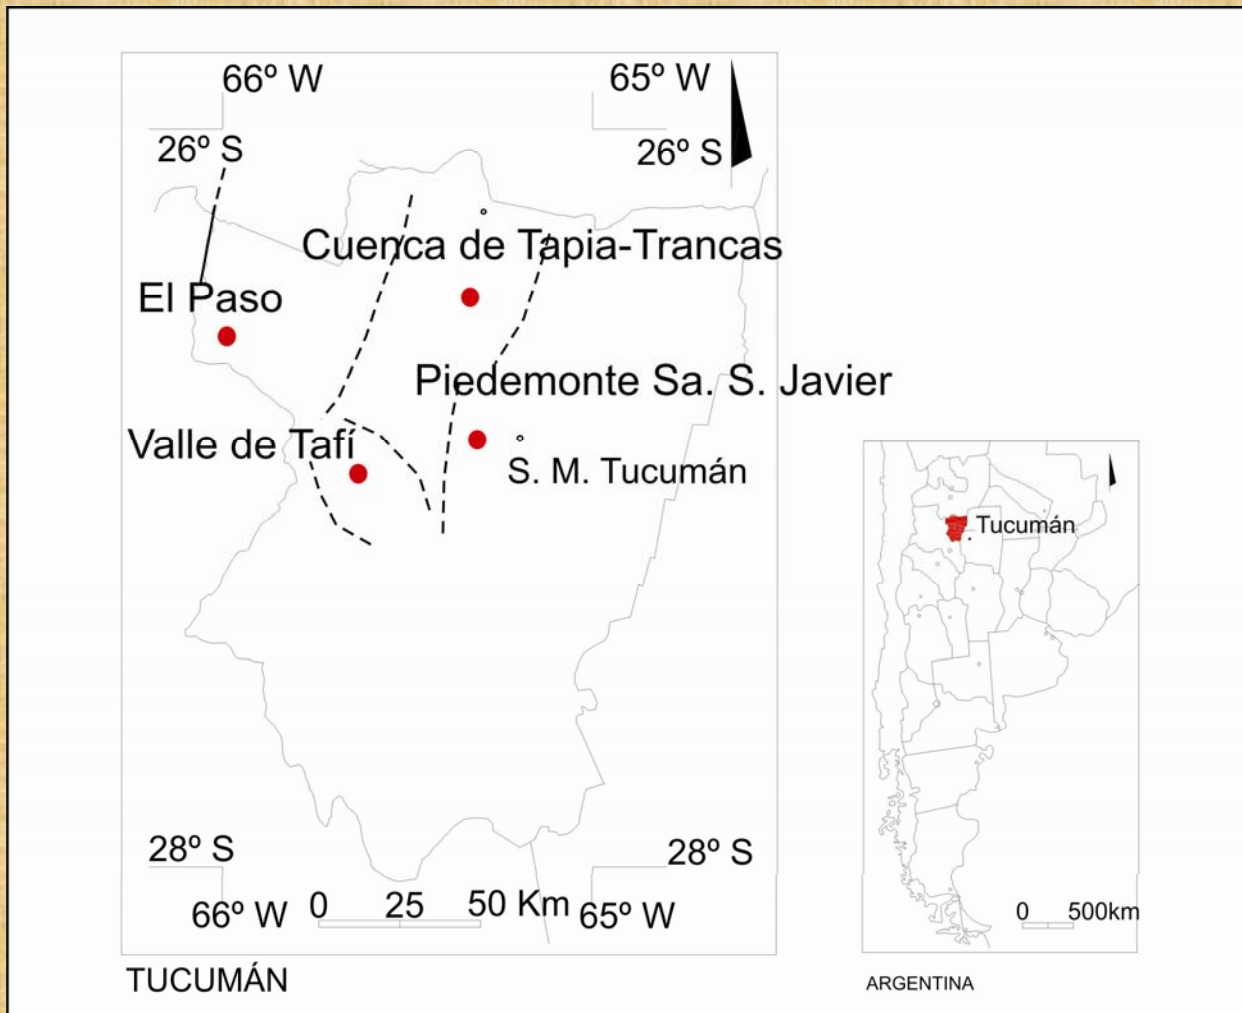 66º W
65º W
26º S
26º S
Cuenca de Tapia-Trancas
El Paso
Piedemonte Sa. S. Javier
Valle de Tafí
S. M. Tucumán
28º S
28º S
66º W
0 25 50 Km
65º W
TUCUMÁN
Tucumán
0 500km
ARGENTINA